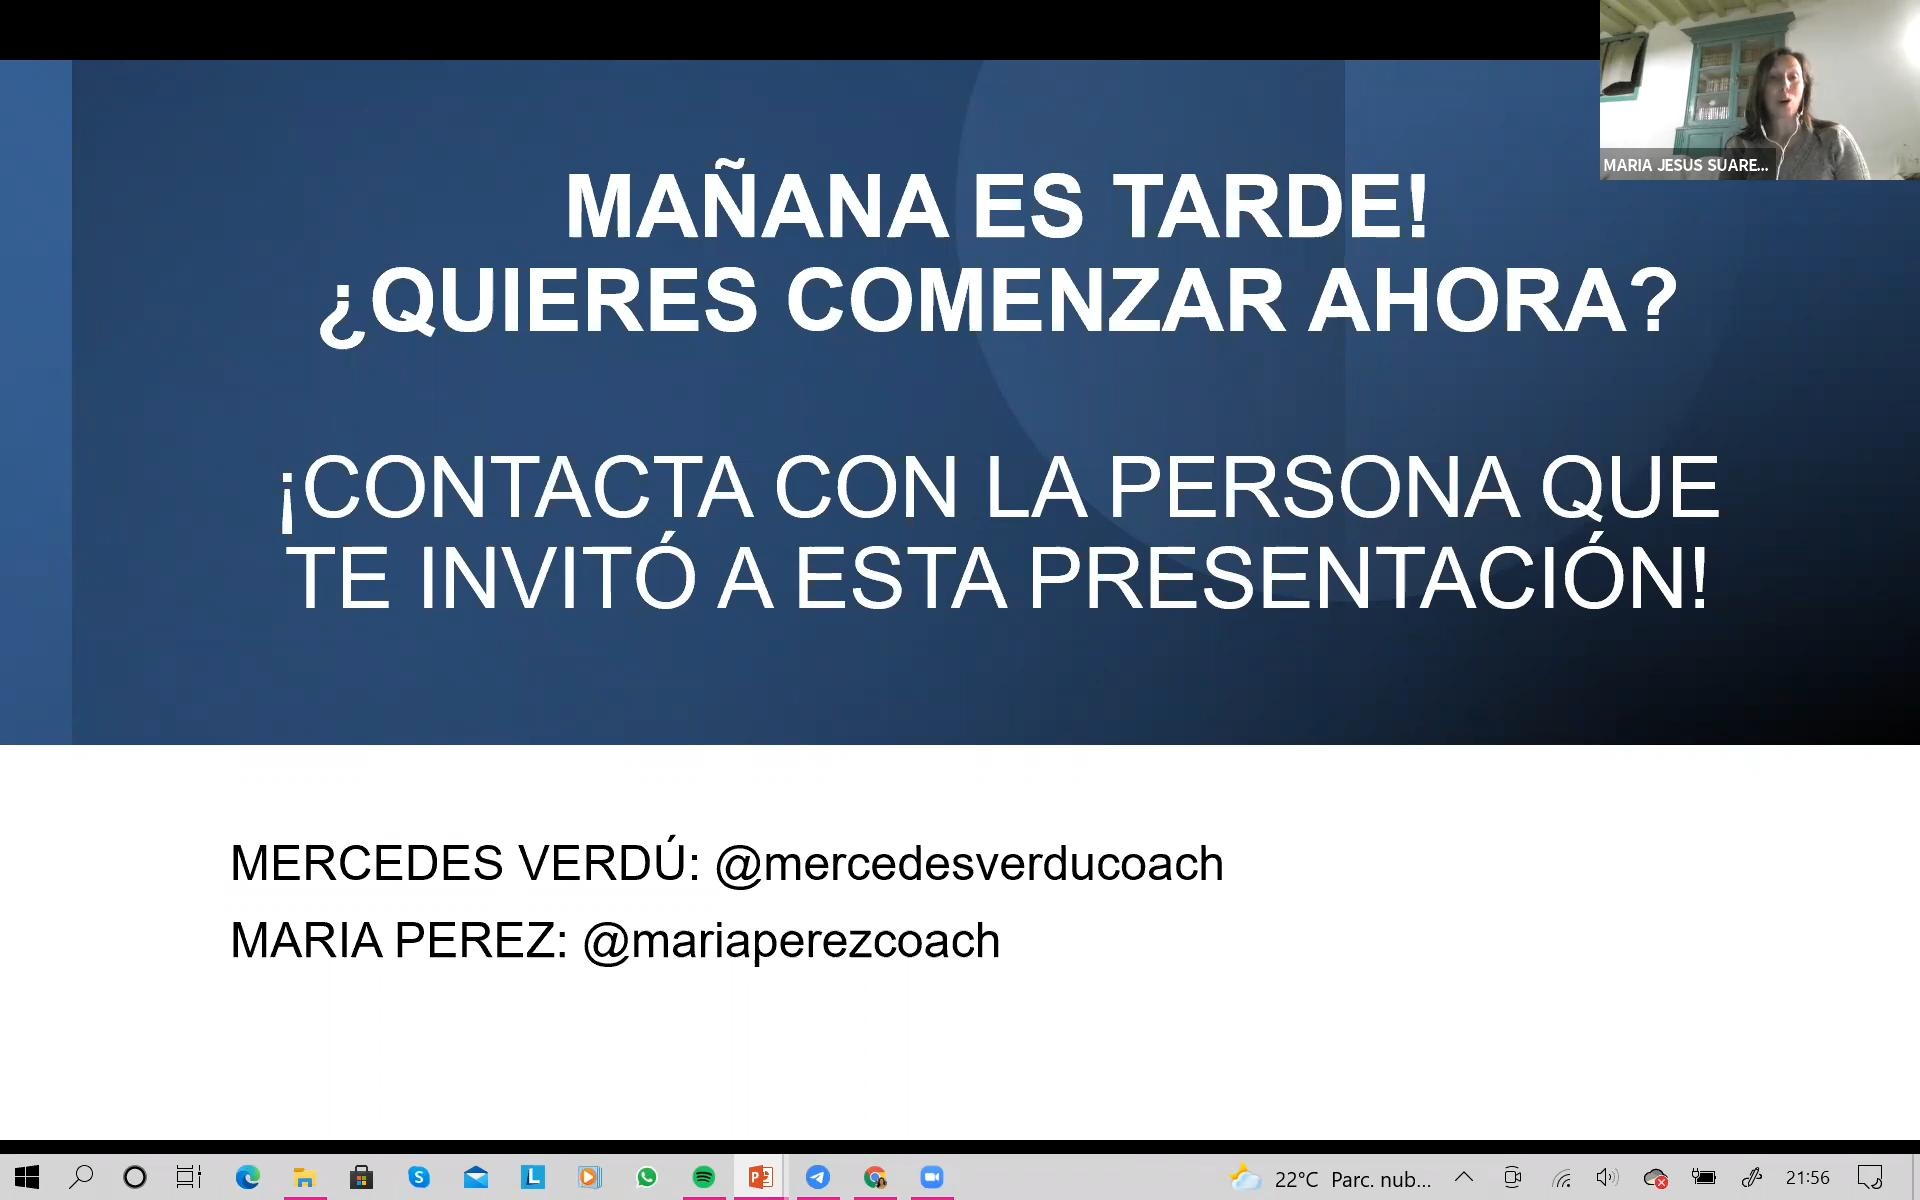 MARIA JESUS SUARE...
MAÑANA ES TARDE!
¿QUIERES COMENZAR AHORA?
¡CONTACTA CON LA PERSONA QUE
TE INVITÓ A ESTA PRESENTACIÓN!
MERCEDES VERDÚ: @mercedesverducoach
MARIA PEREZ: @mariaperezcoach
22°C Parc. nub... 21:56